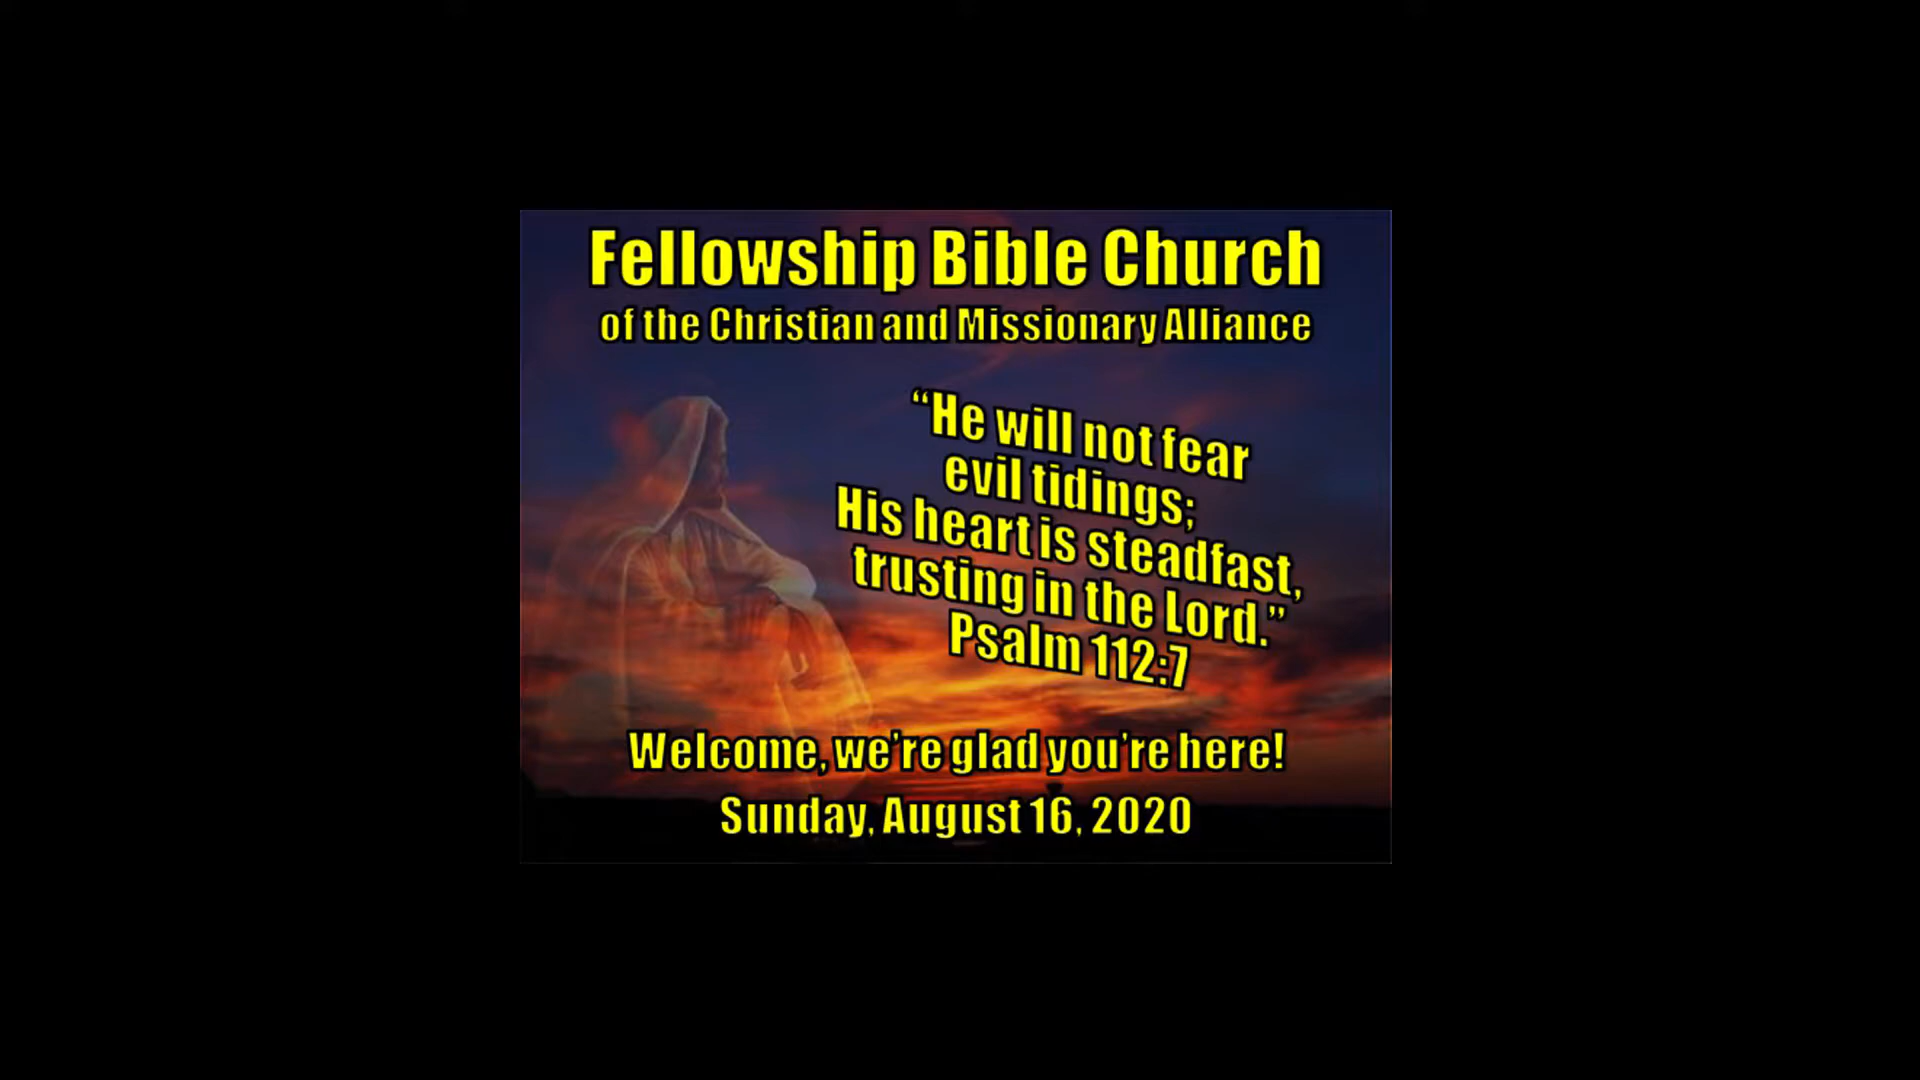 Fellowship Bible Church
of the Christian and Missionary Alliance
“He will not fear
evil tidings;
His heart is steadfast,
trusting in the Lord.”
Psalm 112:7
Welcome, we’re glad you’re here!
Sunday, August 16, 2020